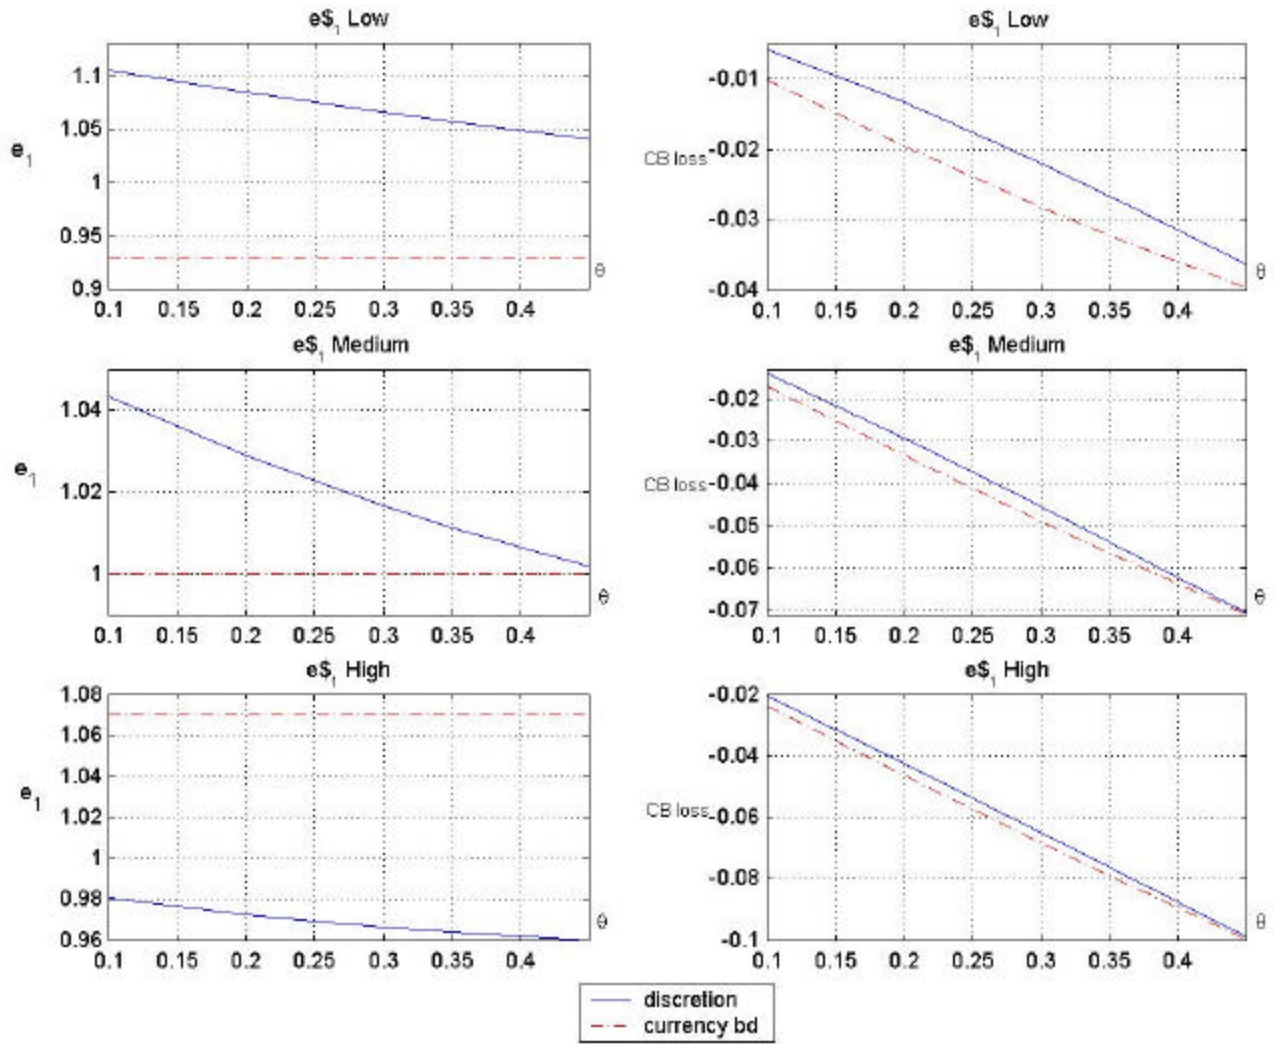 e$1 Low
1.1
1.05
e1
1
0.95
0.9
θ
0.1 0.15 0.2 0.25 0.3 0.35 0.4
e$1 Low
-0.01
CB loss -0.02
-0.03
-0.04
θ
0.1 0.15 0.2 0.25 0.3 0.35 0.4
e$1 Medium
1.04
e1
1.02
1
θ
0.1 0.15 0.2 0.25 0.3 0.35 0.4
e$1 Medium
-0.02
-0.03
CB loss -0.04
-0.05
-0.06
-0.07
θ
0.1 0.15 0.2 0.25 0.3 0.35 0.4
e$1 High
1.08
1.06
1.04
e1
1.02
1
0.98
0.96
θ
0.1 0.15 0.2 0.25 0.3 0.35 0.4
e$1 High
-0.02
-0.04
CB loss -0.06
-0.08
-0.1
θ
0.1 0.15 0.2 0.25 0.3 0.35 0.4
discretion
currency bd